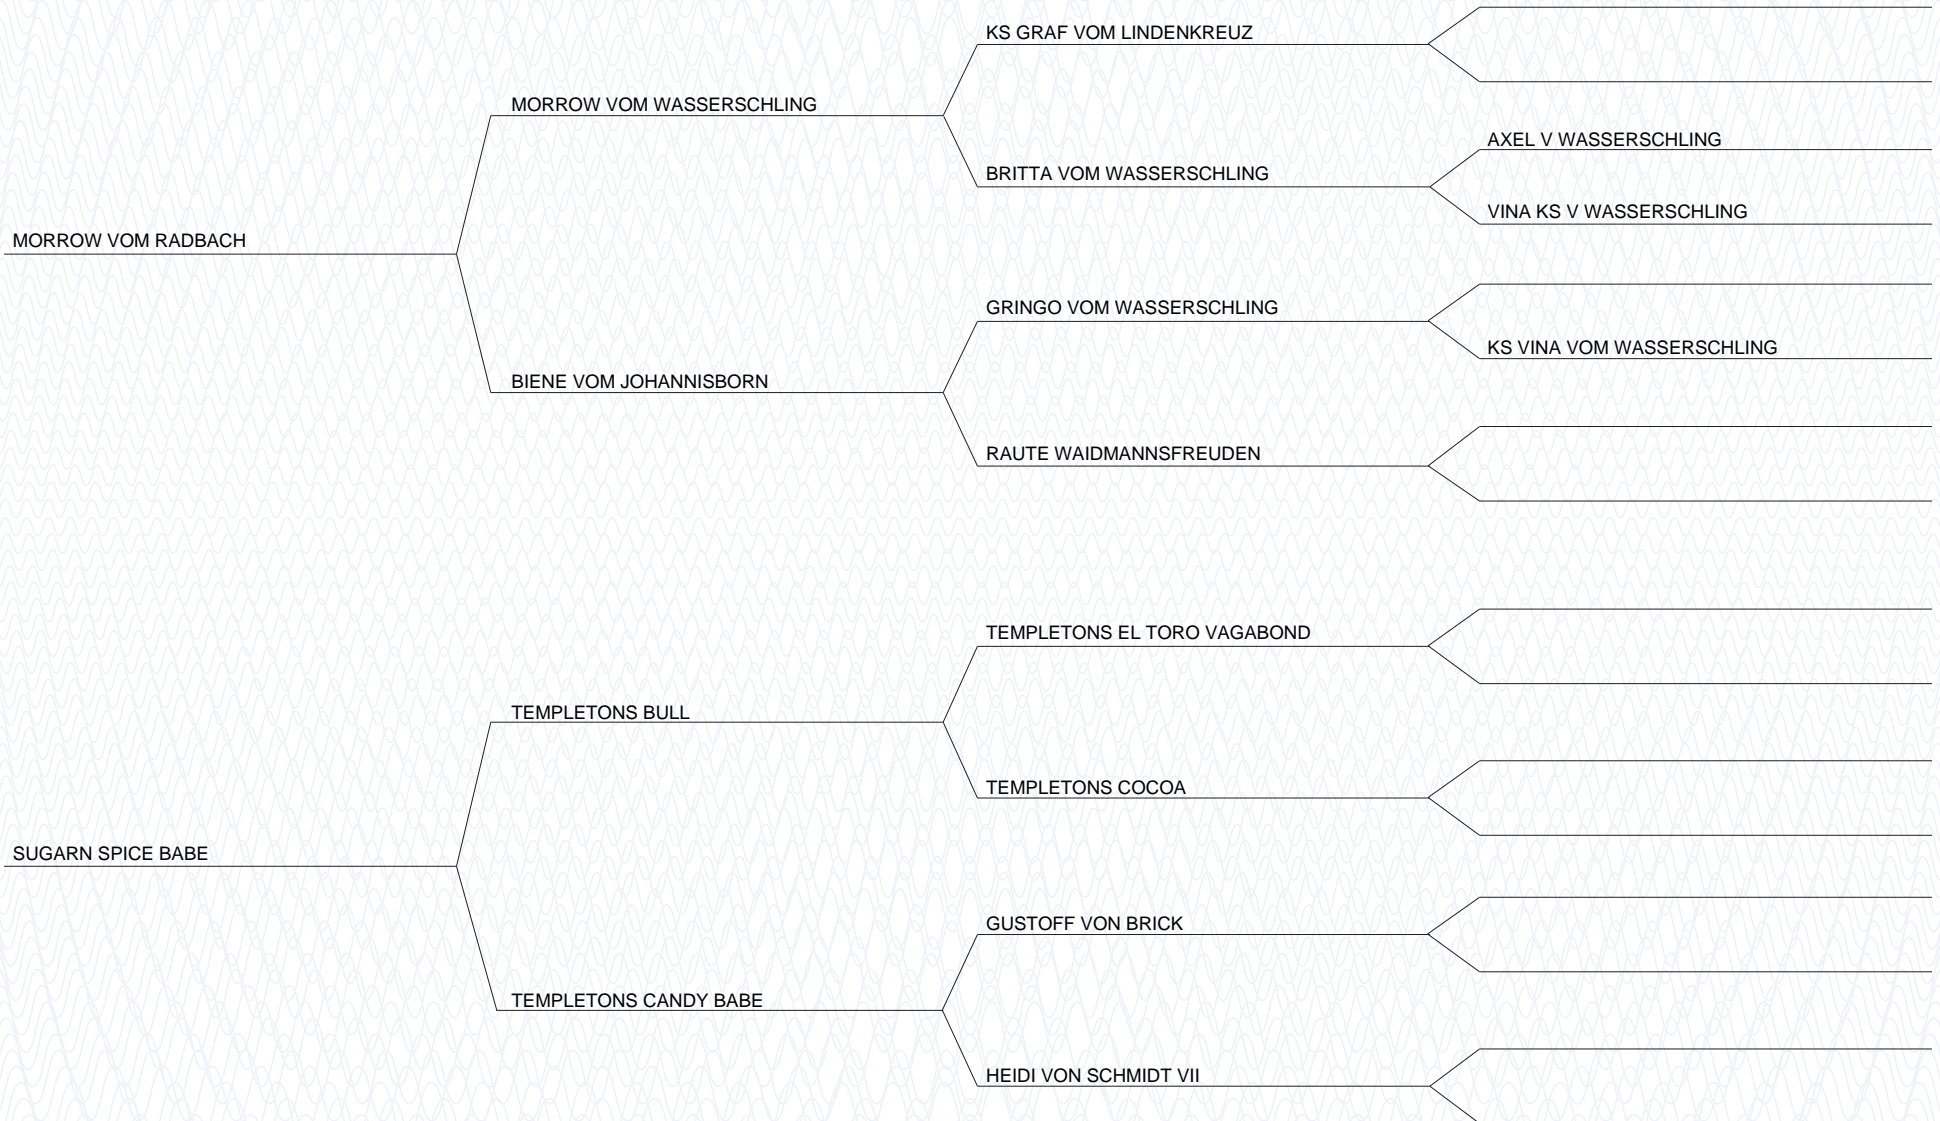 KS GRAF VOM LINDENKREUZ
MORROW VOM WASSERSCHLING
AXEL V WASSERSCHLING
BRITTA VOM WASSERSCHLING
VINA KS V WASSERSCHLING
MORROW VOM RADBACH
GRINGO VOM WASSERSCHLING
KS VINA VOM WASSERSCHLING
BIENE VOM JOHANNISBORN
RAUTE WAIDMANNSFREUDEN
TEMPLETONS EL TORO VAGABOND
TEMPLETONS BULL
TEMPLETONS COCOA
SUGARN SPICE BABE
GUSTOFF VON BRICK
TEMPLETONS CANDY BABE
HEIDI VON SCHMIDT VII